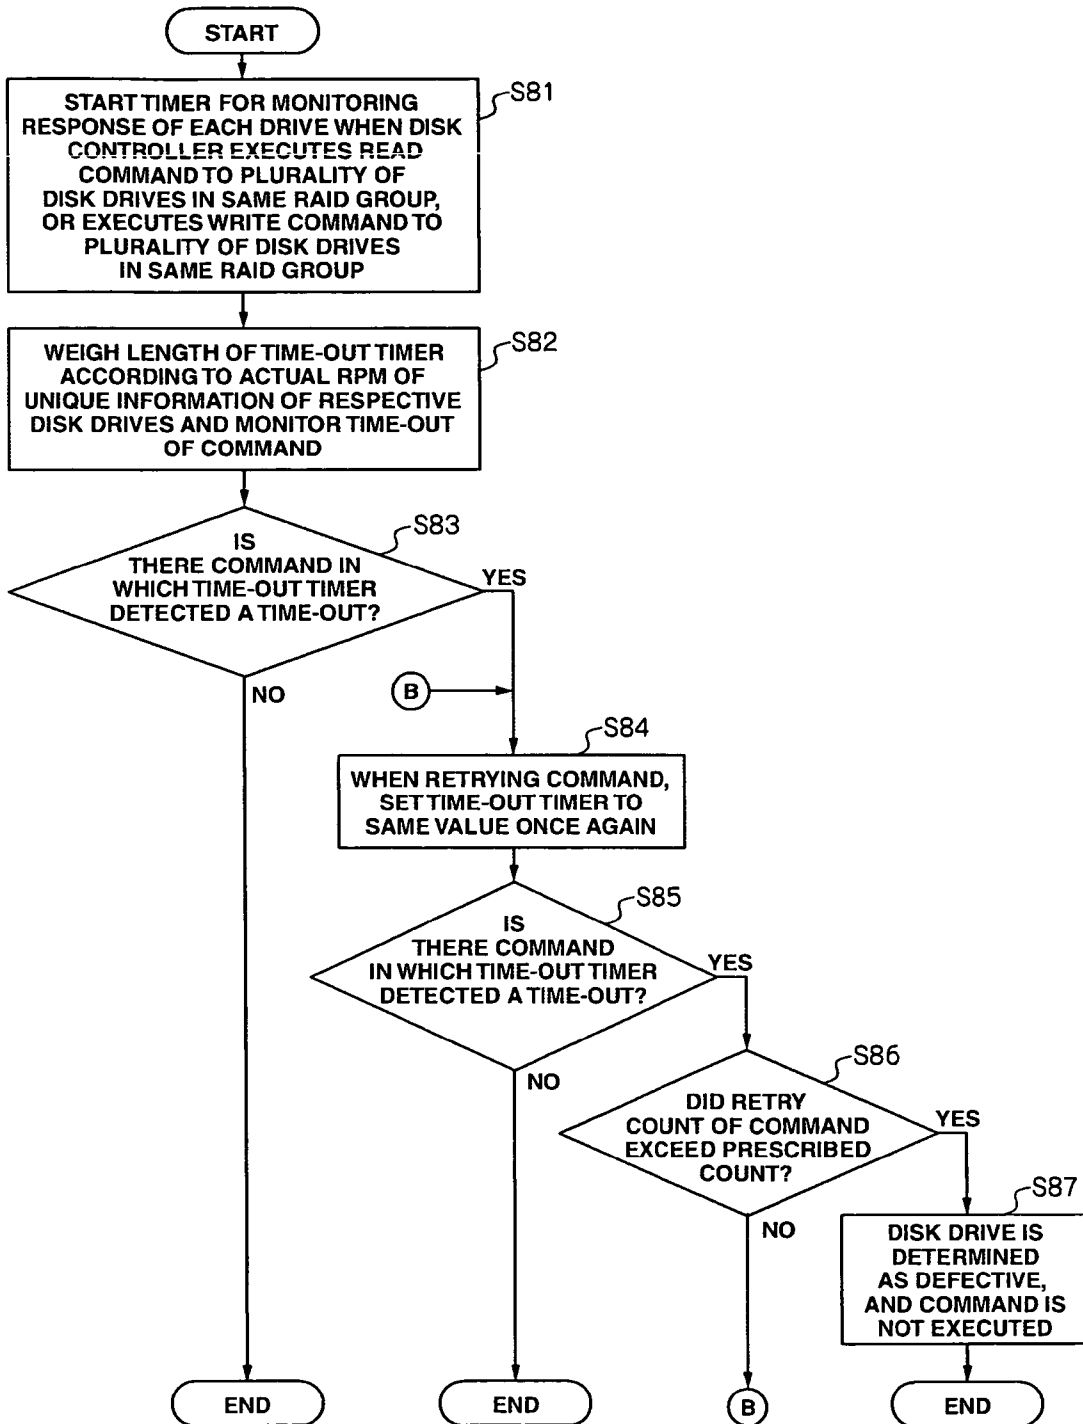 START
S81
START TIMER FOR MONITORING
RESPONSE OF EACH DRIVE WHEN DISK
CONTROLLER EXECUTES READ
COMMAND TO PLURALITY OF
DISK DRIVES IN SAME RAID GROUP,
OR EXECUTES WRITE COMMAND TO
PLURALITY OF DISK DRIVES
IN SAME RAID GROUP
S82
WEIGH LENGTH OF TIME-OUT TIMER
ACCORDING TO ACTUAL RPM OF
UNIQUE INFORMATION OF RESPECTIVE
DISK DRIVES AND MONITOR TIME-OUT
OF COMMAND
S83
IS
THERE COMMAND IN
WHICH TIME-OUT TIMER
DETECTED A TIME-OUT?
YES
NO
B
S84
WHEN RETRYING COMMAND,
SET TIME-OUT TIMER TO
SAME VALUE ONCE AGAIN
S85
IS
THERE COMMAND
IN WHICH TIME-OUT TIMER
DETECTED A TIME-OUT?
YES
NO
S86
DID RETRY
COUNT OF COMMAND
EXCEED PRESCRIBED
COUNT?
YES
NO
S87
DISK DRIVE IS
DETERMINED
AS DEFECTIVE,
AND COMMAND IS
NOT EXECUTED
END
END
B
END